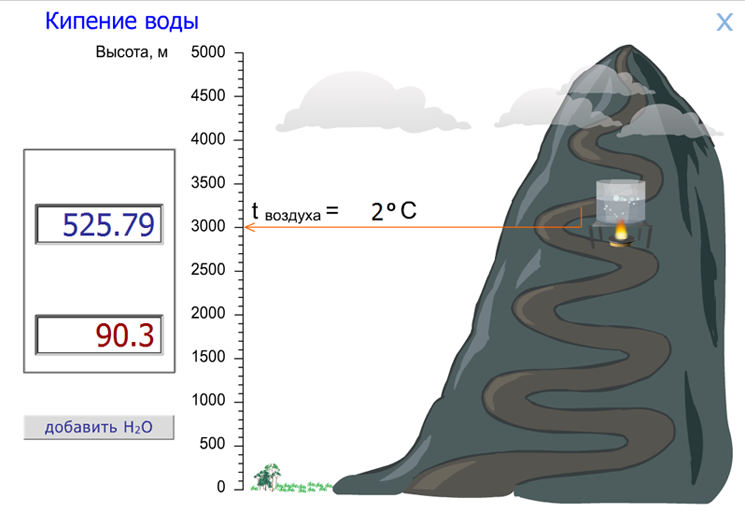 Кипение воды
X
Высота, м
5000
4500
4000
3500
3000
2500
2000
1500
1000
500
0
t воздуха = 2°C
525.79
90.3
добавить H₂O